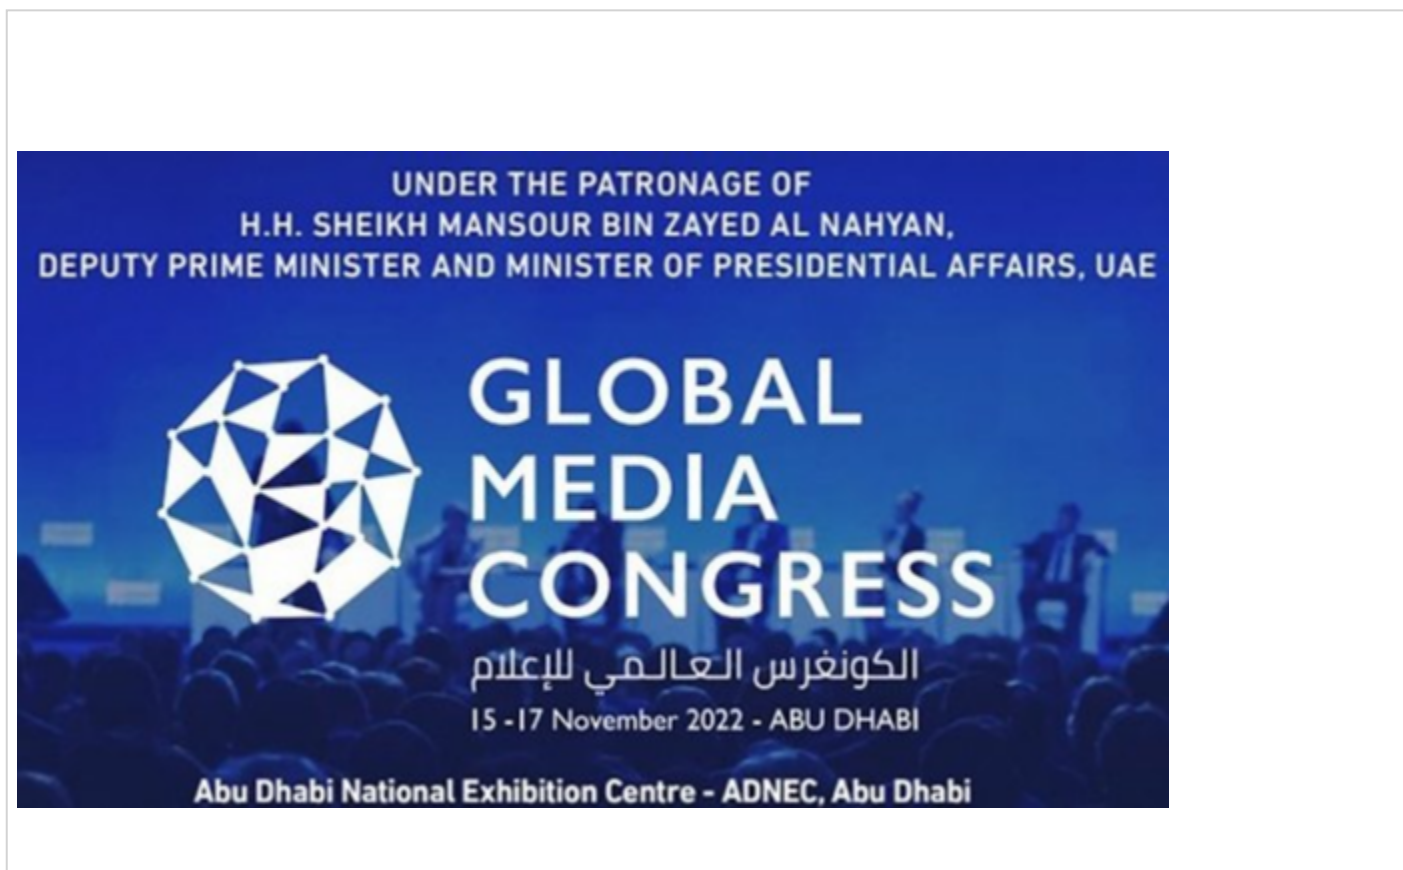 UNDER THE PATRONAGE OF
H.H. SHEIKH MANSOUR BIN ZAYED AL NAHYAN,
DEPUTY PRIME MINISTER AND MINISTER OF PRESIDENTIAL AFFAIRS, UAE
GLOBAL
MEDIA
CONGRESS
الكونغرس العالمي للإعلام
15 -17 November 2022 - ABU DHABI
Abu Dhabi National Exhibition Centre - ADNEC, Abu Dhabi